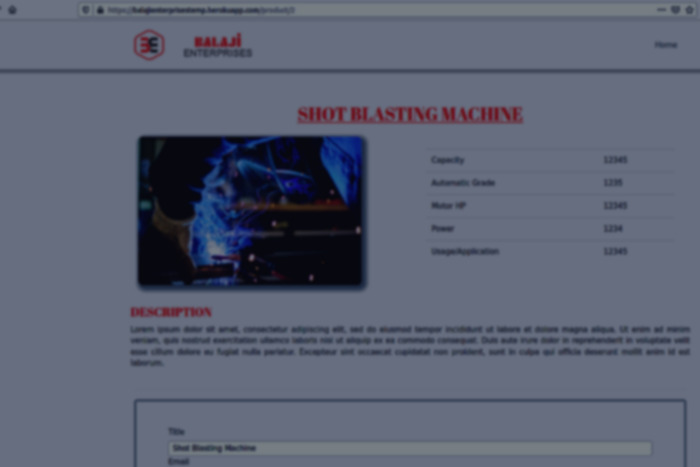 https://balajienterprisestemp.herokuapp.com/product/2
BALAJI
ENTERPRISES
Home
SHOT BLASTING MACHINE
Capacity 12345
Automatic Grade 1235
Motor HP 12345
Power 1234
Usage/Application 12345
DESCRIPTION
Lorem ipsum dolor sit amet, consectetur adipiscing elit, sed do eiusmod tempor incididunt ut labore et dolore magna aliqua. Ut enim ad minim
veniam, quis nostrud exercitation ullamco laboris nisi ut aliquip ex ea commodo consequat. Duis aute irure dolor in reprehenderit in voluptate velit
esse cillum dolore eu fugiat nulla pariatur. Excepteur sint occaecat cupidatat non proident, sunt in culpa qui officia deserunt mollit anim id est
laborum.
Title
Shot Blasting Machine
Email